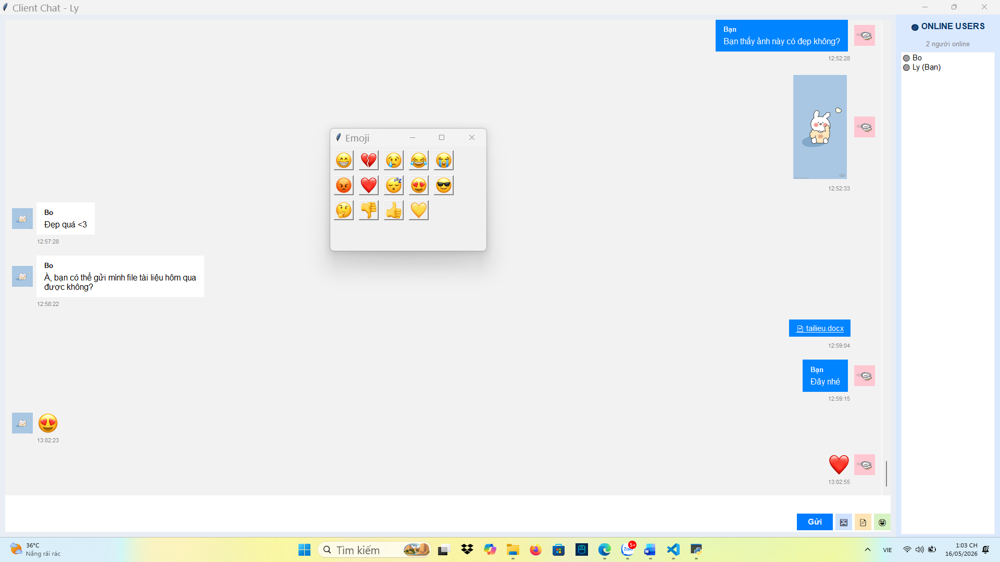 Client Chat - Ly
Bạn
Bạn thấy ảnh này có đẹp không?
12:52:28
12:52:33
Emoji
Bo
Đẹp quá <3
12:57:28
Bo
À, bạn có thể gửi mình file tài liệu hôm qua
được không?
12:58:22
tailieu.docx
12:59:04
Bạn
Đây nhé
12:59:15
13:02:23
13:02:55
Gửi
ONLINE USERS
2 người online
Bo
Ly (Bạn)
36°C
Nắng rải rác
Tìm kiếm
Zalo
5+
VIE
1:03 CH
16/05/2026